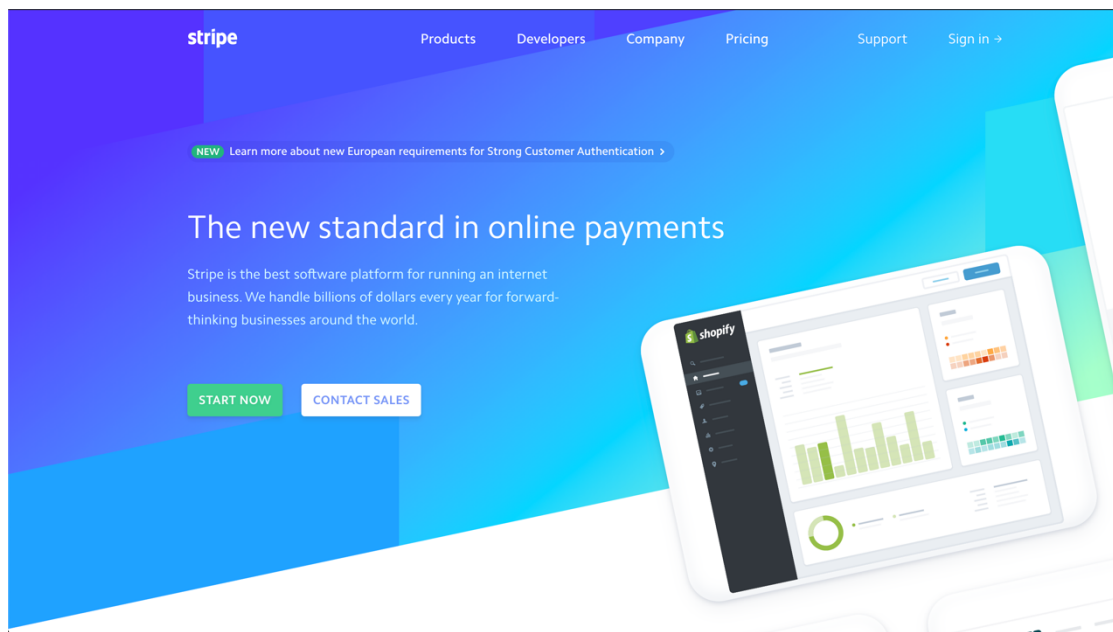 stripe
Products Developers Company Pricing Support Sign in →
NEW Learn more about new European requirements for Strong Customer Authentication >
The new standard in online payments
Stripe is the best software platform for running an internet
business. We handle billions of dollars every year for forward-
thinking businesses around the world.
shopify
START NOW CONTACT SALES